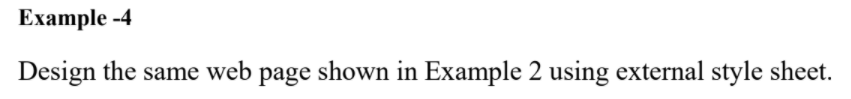 Example -4
Design the same web page shown in Example 2 using external style sheet.